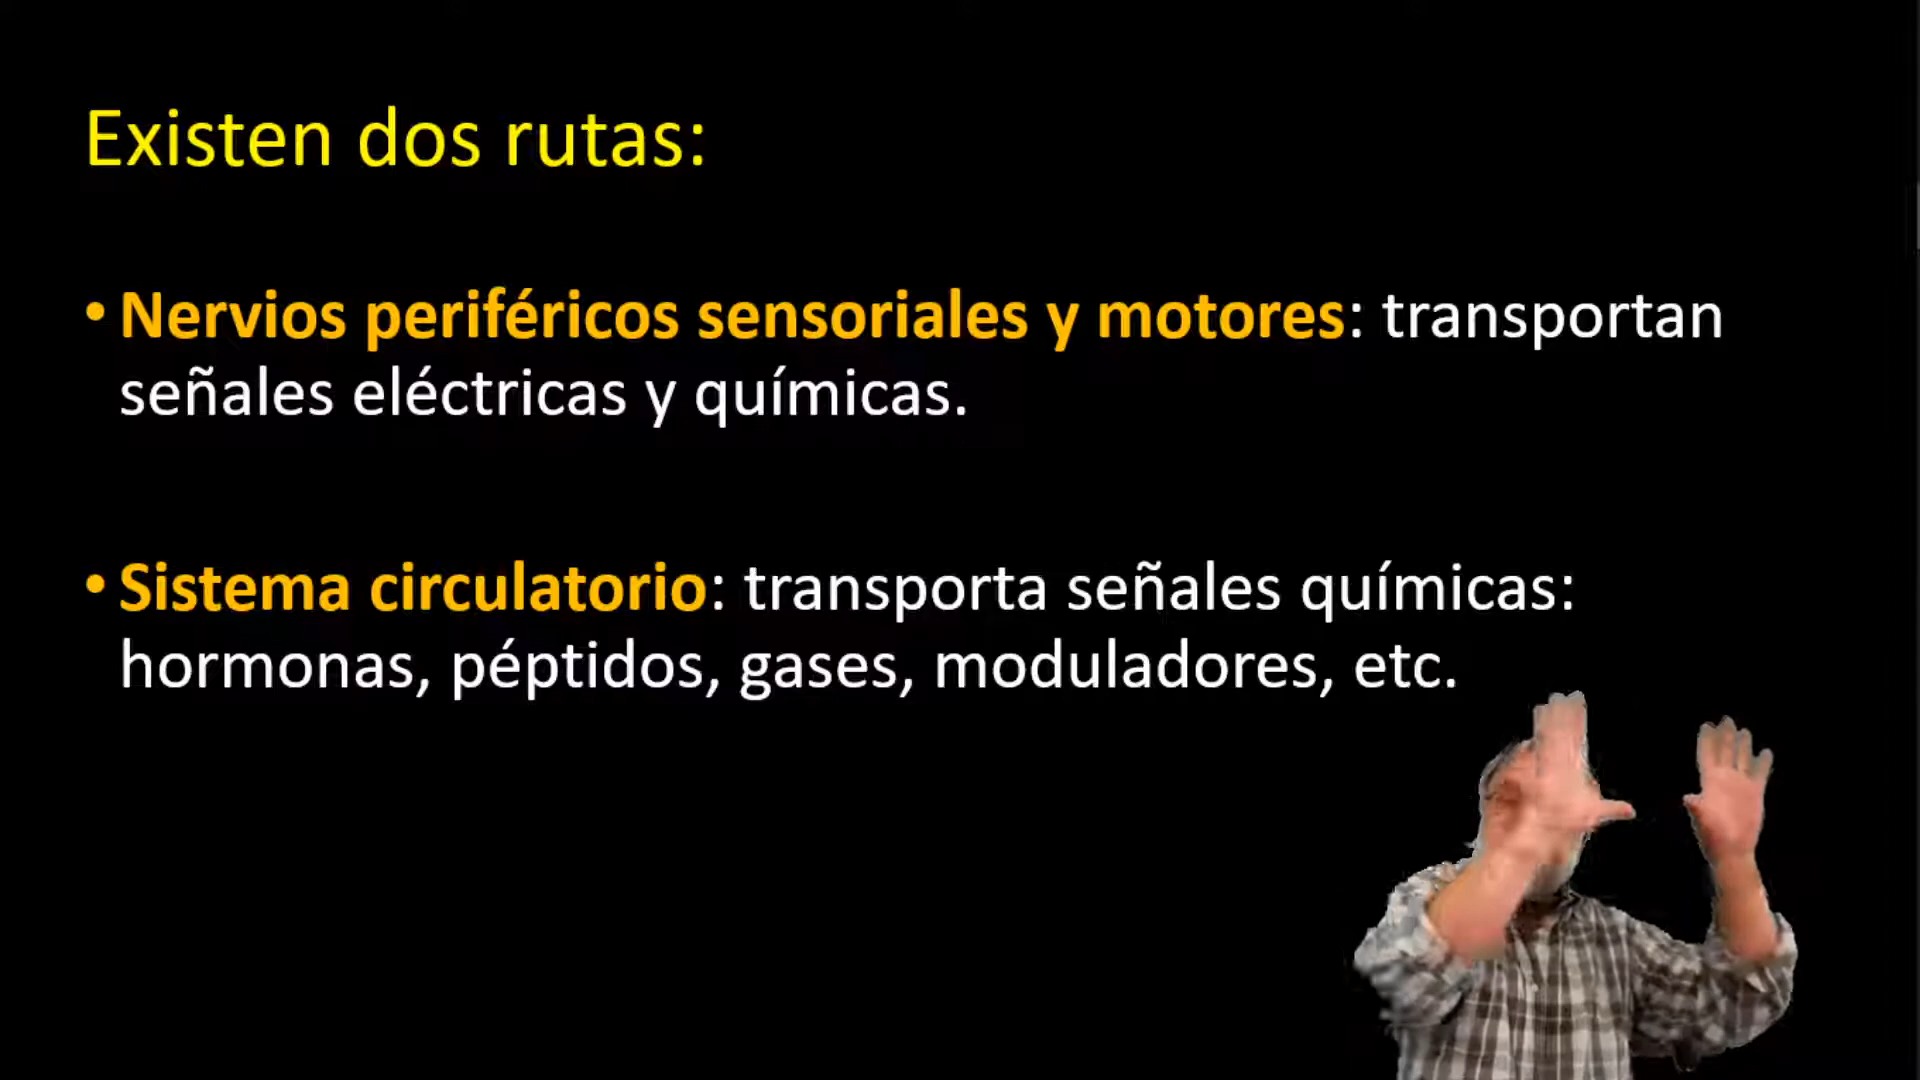 Existen dos rutas:
• Nervios periféricos sensoriales y motores: transportan
señales eléctricas y químicas.
• Sistema circulatorio: transporta señales químicas:
hormonas, péptidos, gases, moduladores, etc.